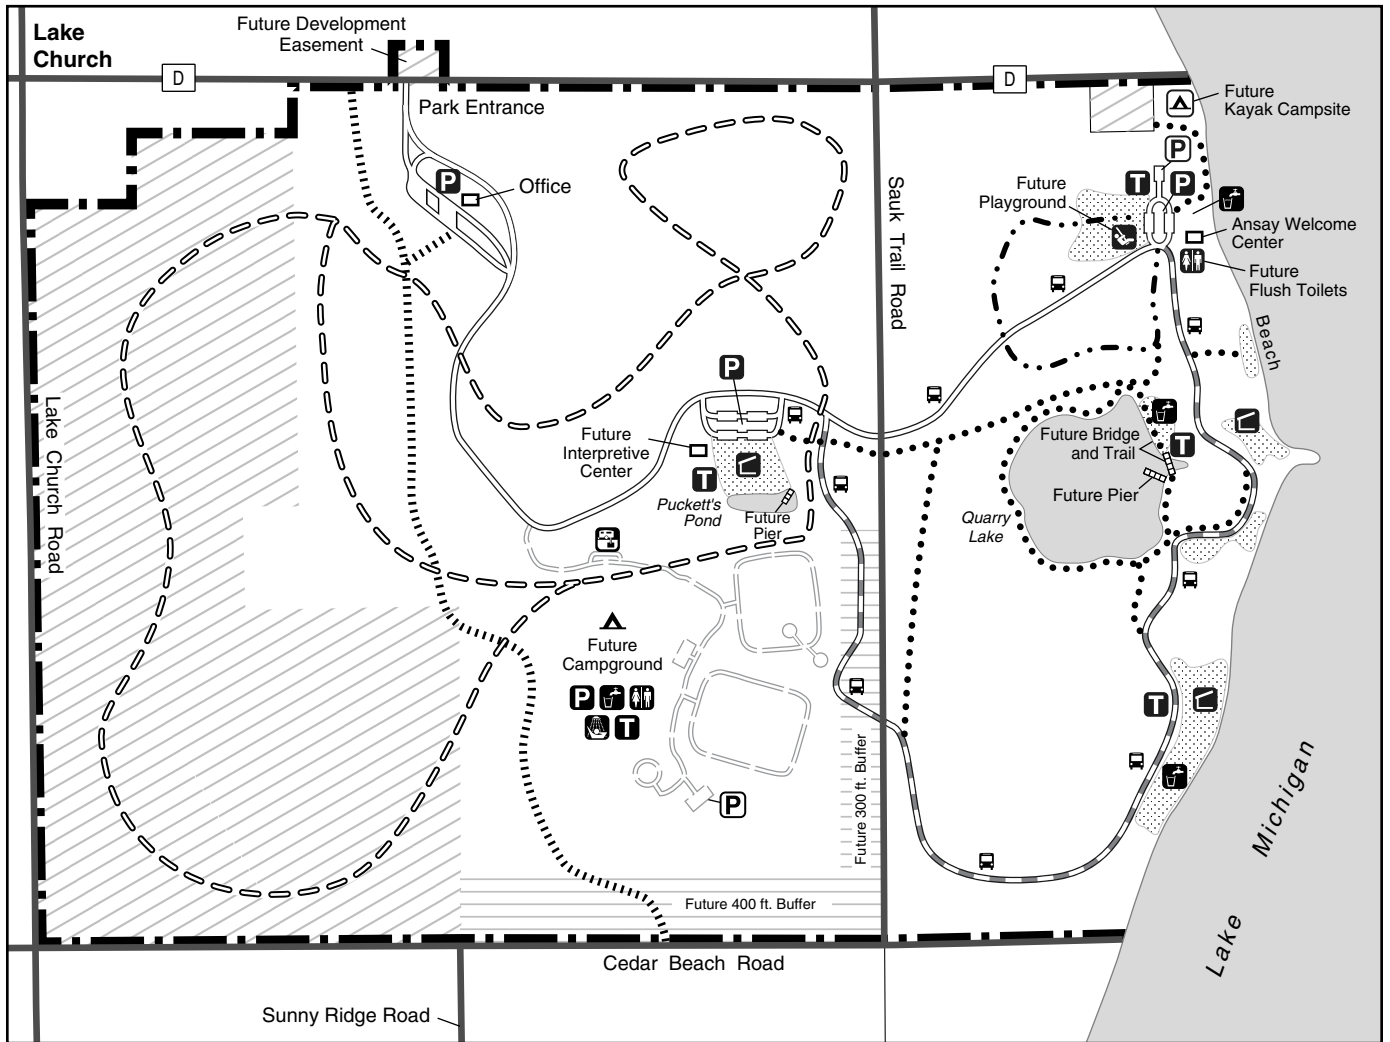 Lake
Church
Future Development
Easement
D
D
Park Entrance
Future
Kayak Campsite
P
P
Office
T
P
Future
Playground
Sauk Trail Road
Ansay Welcome
Center
Future
Flush Toilets
Beach
P
Lake Church Road
Future
Interpretive
Center
T
Puckett's
Pond
Future
Pier
Future Bridge
and Trail
T
Future Pier
Quarry
Lake
Future
Campground
P
T
T
P
Future 300 ft. Buffer
Future 400 ft. Buffer
Lake Michigan
Cedar Beach Road
Sunny Ridge Road